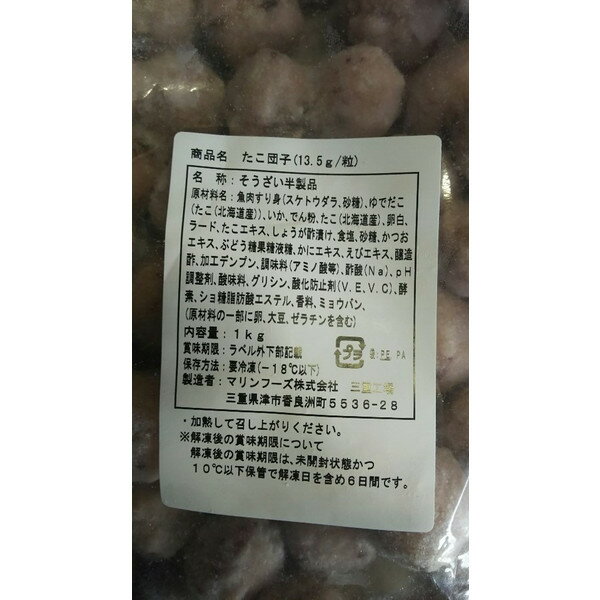 商品名 たこ団子(13.5g/粒)
名 称:そうざい半製品
原材料名:魚肉すり身(スケトウダラ、砂糖)、ゆでだこ
(たこ(北海道産))、いか、でん粉、たこ(北海道産)、卵白、
ラード、たこエキス、しょうが酢漬け、食塩、砂糖、かつお
エキス、ぶどう糖果糖液糖、かにエキス、えびエキス、醸造
酢、加工デンプン、調味料(アミノ酸等)、酢酸(Na)、pH
調整剤、酸味料、グリシン、酸化防止剤(V.E、V.C)、酵
素、ショ糖脂肪酸エステル、香料、ミョウバン、
(原材料の一部に卵、大豆、ゼラチンを含む)
内容量:1kg
賞味期限:ラベル外下部記載
プラ 袋:PE PA
保存方法:要冷凍(-18℃以下)
製造者:マリンフーズ株式会社 三重工場
三重県津市香良洲町5536-28
・加熱して召し上がりください。
※解凍後の賞味期限について
解凍後の賞味期限は、未開封状態かつ
10℃以下保管で解凍日を含め6日間です。